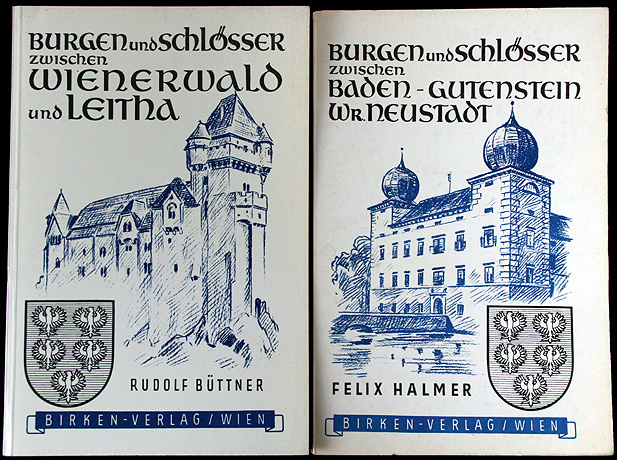 BURGEN und SCHLÖSSER
ZWISCHEN
WIENERWALD
und LEITHA
RUDOLF BÜTTNER
BIRKEN-VERLAG/WIEN
BURGEN und SCHLÖSSER
ZWISCHEN
BADEN - GUTENSTEIN
WR. NEUSTADT
FELIX HALMER
BIRKEN-VERLAG/WIEN